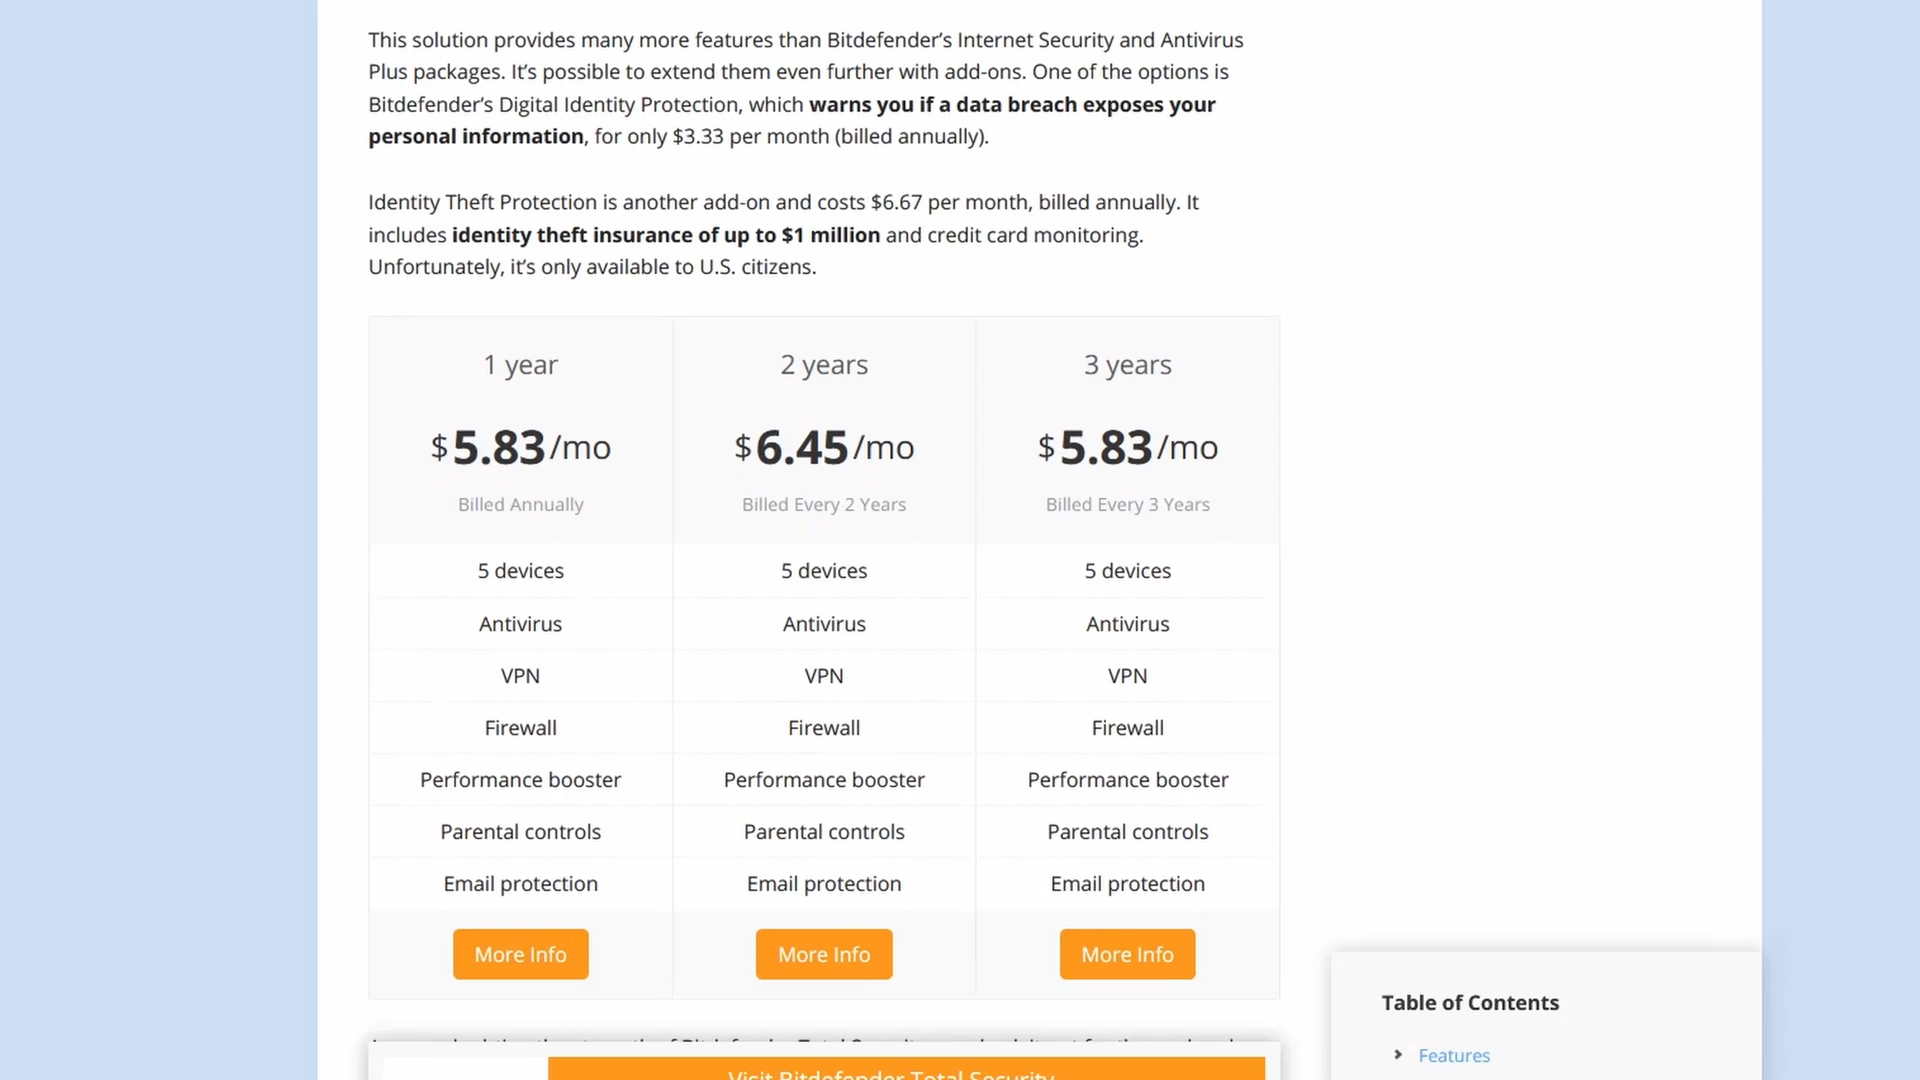 This solution provides many more features than Bitdefender’s Internet Security and Antivirus
Plus packages. It’s possible to extend them even further with add-ons. One of the options is
Bitdefender’s Digital Identity Protection, which warns you if a data breach exposes your
personal information, for only $3.33 per month (billed annually).
Identity Theft Protection is another add-on and costs $6.67 per month, billed annually. It
includes identity theft insurance of up to $1 million and credit card monitoring.
Unfortunately, it’s only available to U.S. citizens.
1 year 2 years 3 years
$5.83/mo $6.45/mo $5.83/mo
Billed Annually Billed Every 2 Years Billed Every 3 Years
5 devices 5 devices 5 devices
Antivirus Antivirus Antivirus
VPN VPN VPN
Firewall Firewall Firewall
Performance booster Performance booster Performance booster
Parental controls Parental controls Parental controls
Email protection Email protection Email protection
More Info More Info More Info
Visit Bitdefender Total Security
Table of Contents
Features